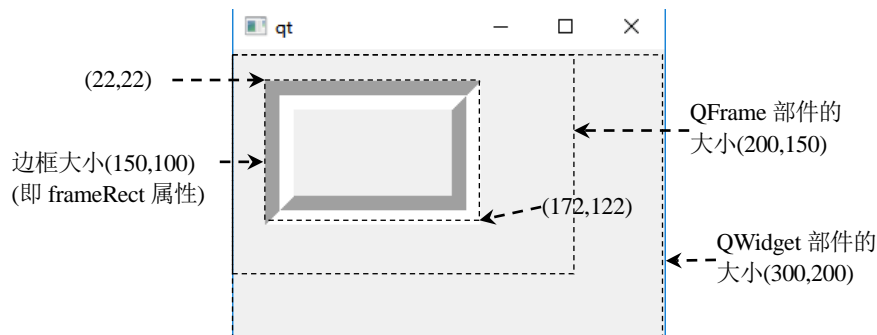 qt
(22,22)
QFrame 部件的
大小(200,150)
边框大小(150,100)
(即 frameRect 属性)
(172,122)
QWidget 部件的
大小(300,200)